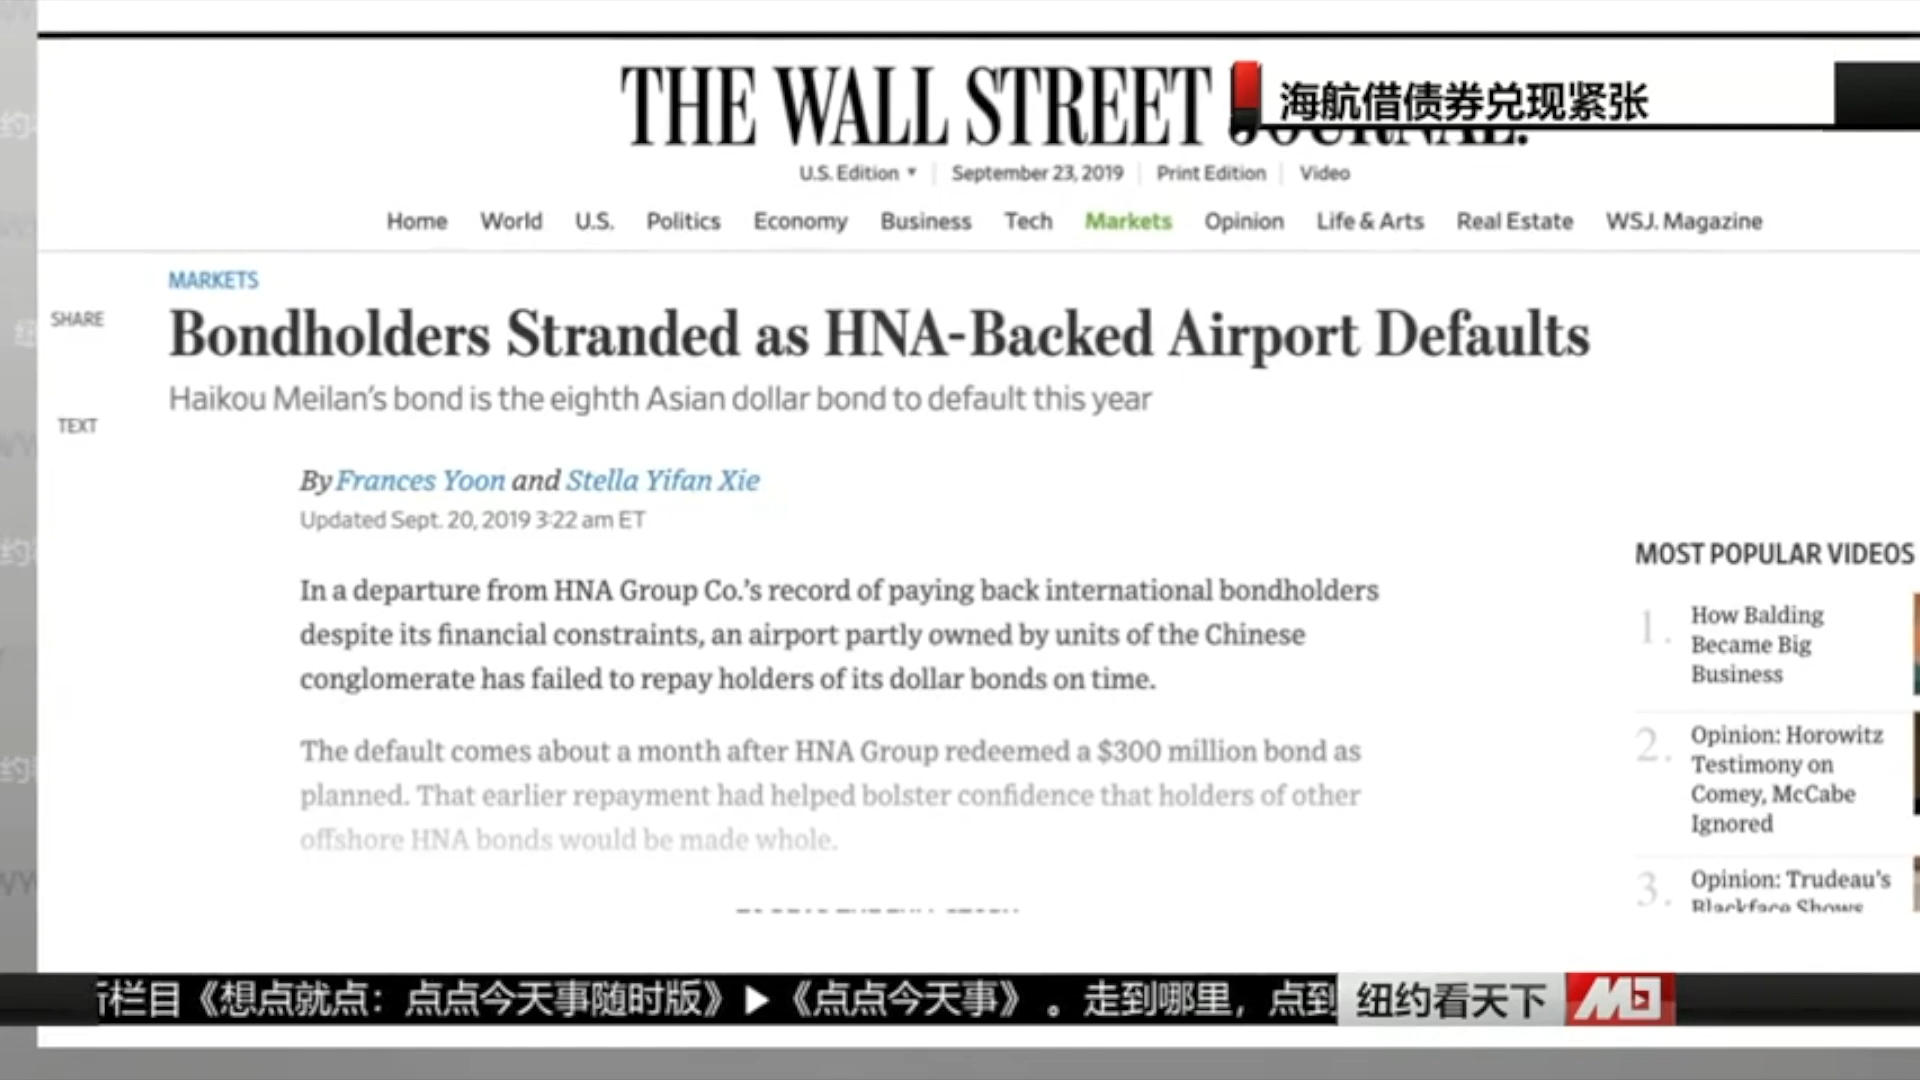 THE WALL STREET JOURNAL.
海航借债券兑现紧张
U.S. Edition
September 23, 2019
Print Edition
Video
Home World U.S. Politics Economy Business Tech Markets Opinion Life & Arts Real Estate WSJ. Magazine
MARKETS
SHARE
Bondholders Stranded as HNA-Backed Airport Defaults
Haikou Meilan's bond is the eighth Asian dollar bond to default this year
TEXT
By Frances Yoon and Stella Yifan Xie
Updated Sept. 20, 2019 3:22 am ET
In a departure from HNA Group Co.'s record of paying back international bondholders
despite its financial constraints, an airport partly owned by units of the Chinese
conglomerate has failed to repay holders of its dollar bonds on time.
The default comes about a month after HNA Group redeemed a $300 million bond as
planned. That earlier repayment had helped bolster confidence that holders of other
offshore HNA bonds would be made whole.
MOST POPULAR VIDEOS
1. How Balding
Became Big
Business
2. Opinion: Horowitz
Testimony on
Comey, McCabe
Ignored
3. Opinion: Trudeau's
Blackface Shows
栏目《想点就点：点点今天事随时版》▶《点点今天事》。走到哪里，点到
纽约看天下